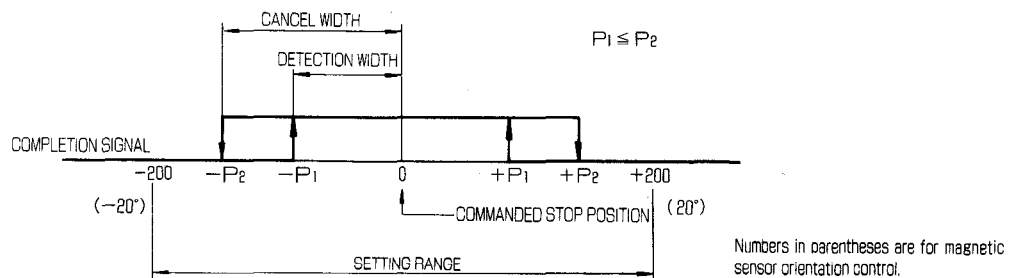 CANCEL WIDTH
P₁ ≦ P₂
DETECTION WIDTH
COMPLETION SIGNAL
-200 -P₂ -P₁ 0 +P₁ +P₂ +200
(-20°) COMMANDED STOP POSITION (20°)
SETTING RANGE
Numbers in parentheses are for magnetic
sensor orientation control.